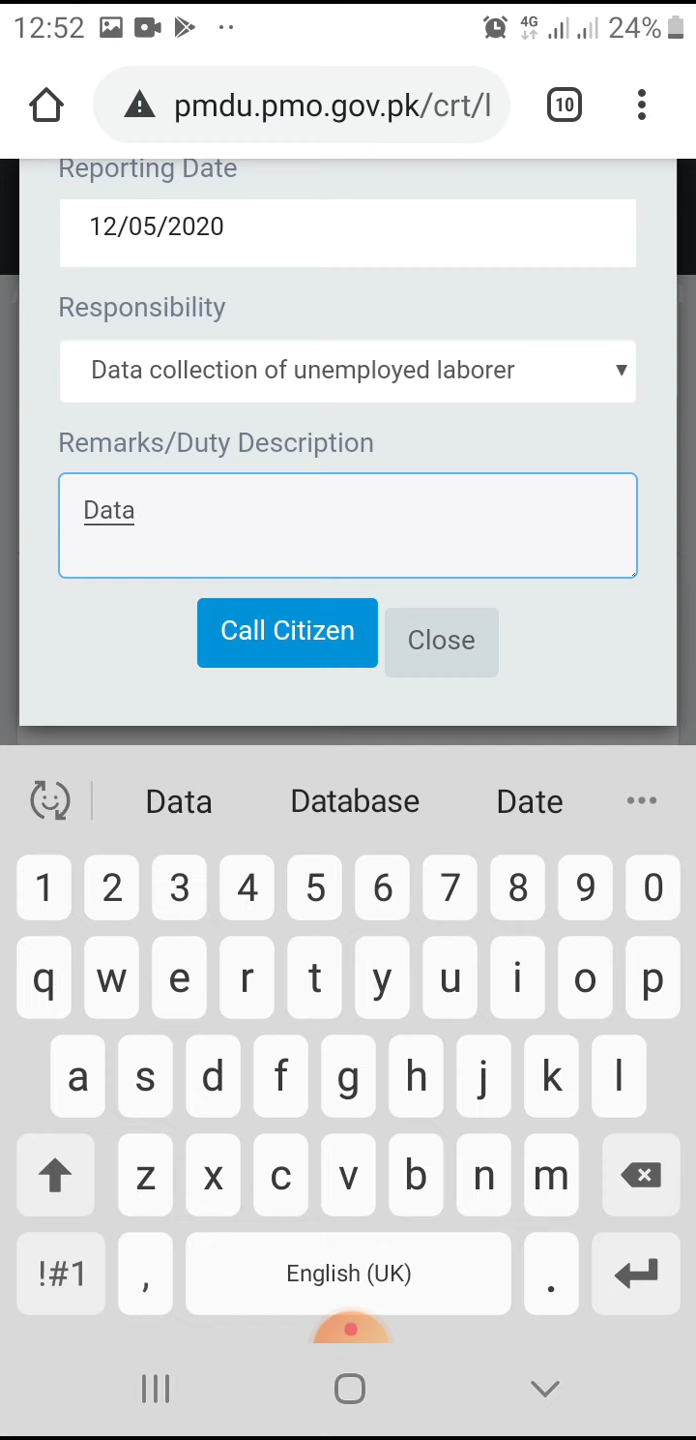 12:52 4G 24%
pmdu.pmo.gov.pk/crt/l 10
Reporting Date
12/05/2020
Responsibility
Data collection of unemployed laborer
Remarks/Duty Description
Data
Call Citizen Close
Data Database Date
1 2 3 4 5 6 7 8 9 0
q w e r t y u i o p
a s d f g h j k l
z x c v b n m
!#1 , English (UK) .